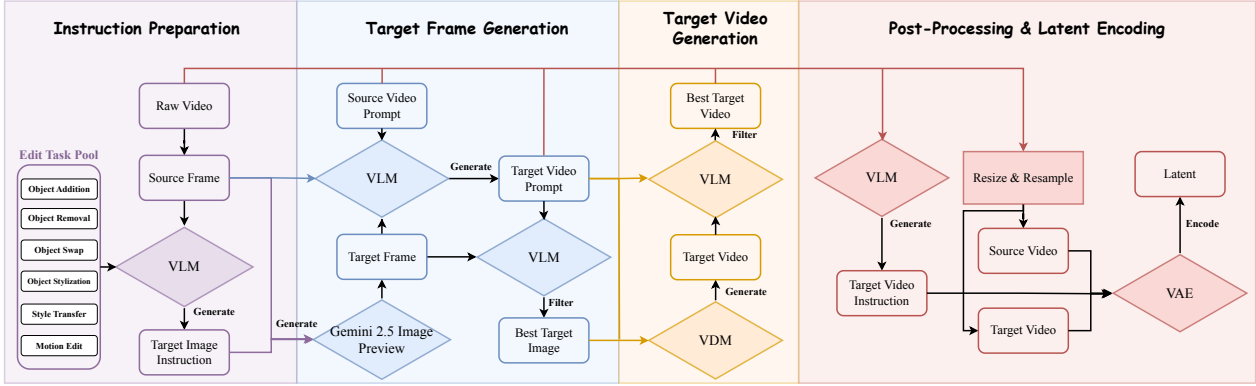 Instruction Preparation
Raw Video
Source Frame
Edit Task Pool
Object Addition
Object Removal
Object Swap
Object Stylization
Style Transfer
Motion Edit
VLM
Generate
Target Image
Instruction
Target Frame Generation
Source Video
Prompt
VLM
Generate
Target Video
Prompt
Target Frame
VLM
Generate
Gemini 2.5 Image
Preview
Filter
Best Target
Image
Target Video
Generation
Best Target
Video
Filter
VLM
Target Video
Generate
VDM
Post-Processing & Latent Encoding
VLM
Generate
Target Video
Instruction
Resize & Resample
Source Video
Target Video
Latent
Encode
VAE